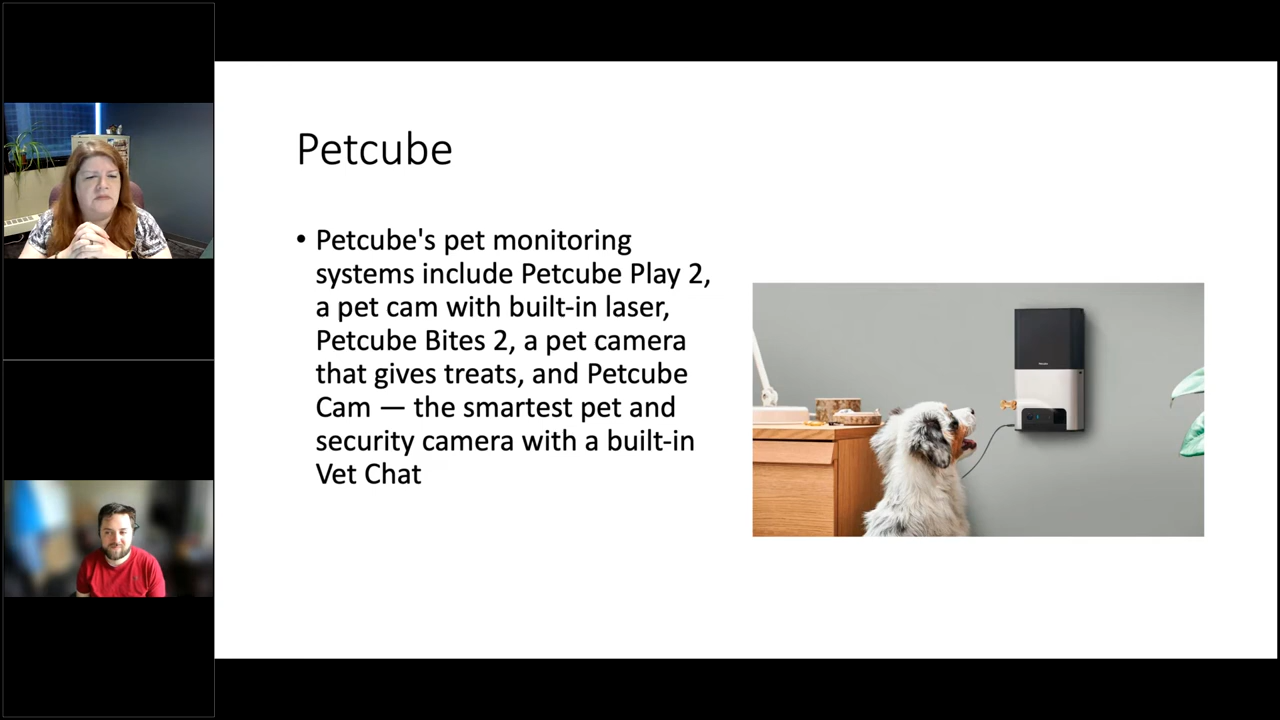 Petcube
• Petcube's pet monitoring
systems include Petcube Play 2,
a pet cam with built-in laser,
Petcube Bites 2, a pet camera
that gives treats, and Petcube
Cam — the smartest pet and
security camera with a built-in
Vet Chat